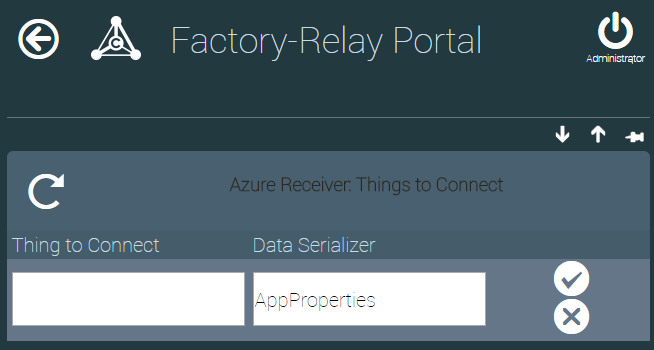 Factory-Relay Portal
Administrator
Azure Receiver: Things to Connect
Thing to Connect Data Serializer
AppProperties